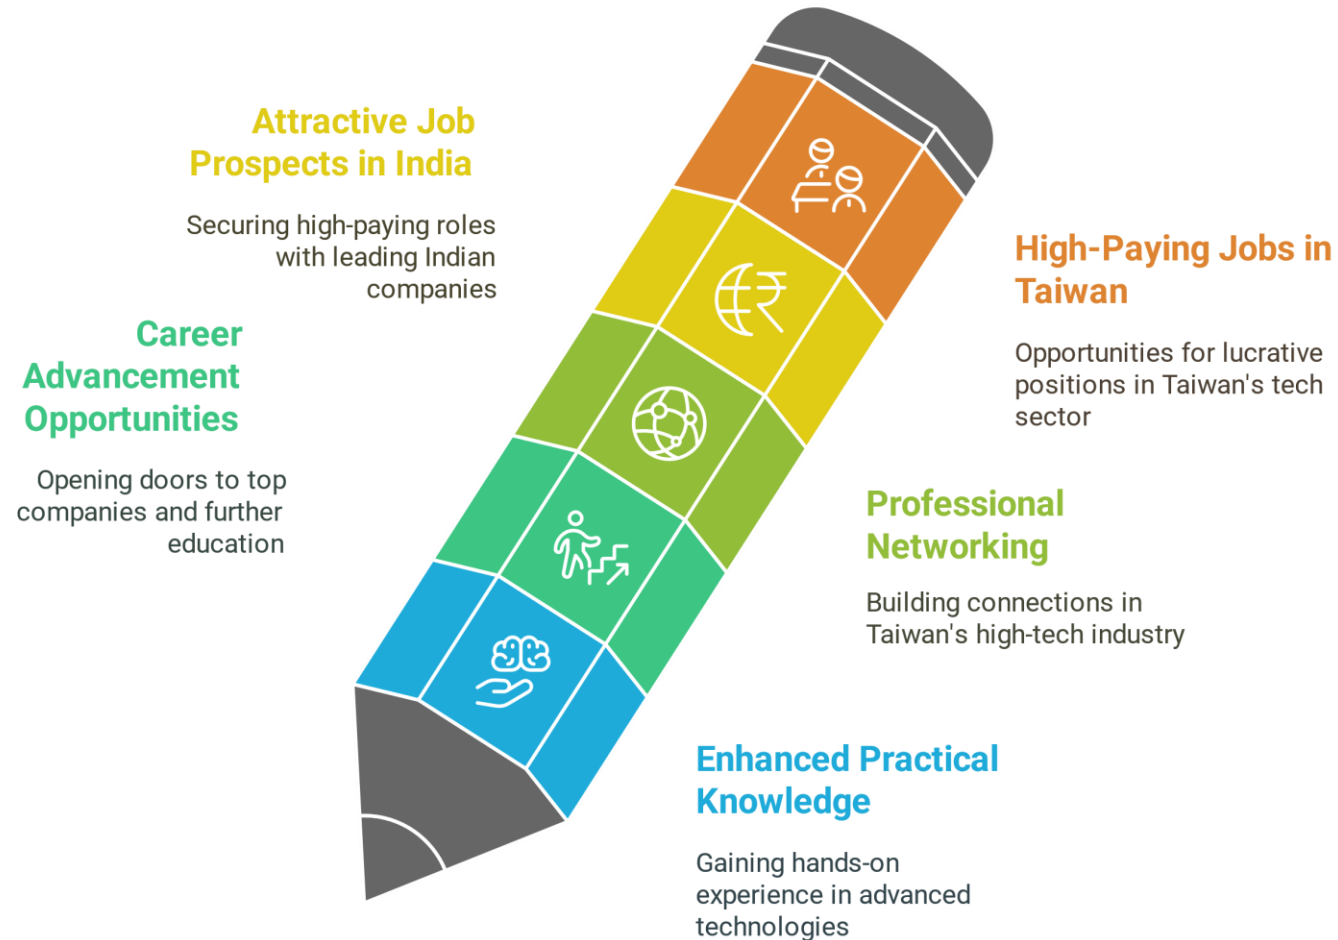 Attractive Job
Prospects in India
Securing high-paying roles
with leading Indian
companies
High-Paying Jobs in
Taiwan
Opportunities for lucrative
positions in Taiwan's tech
sector
Career
Advancement
Opportunities
Opening doors to top
companies and further
education
Professional
Networking
Building connections in
Taiwan's high-tech industry
Enhanced Practical
Knowledge
Gaining hands-on
experience in advanced
technologies